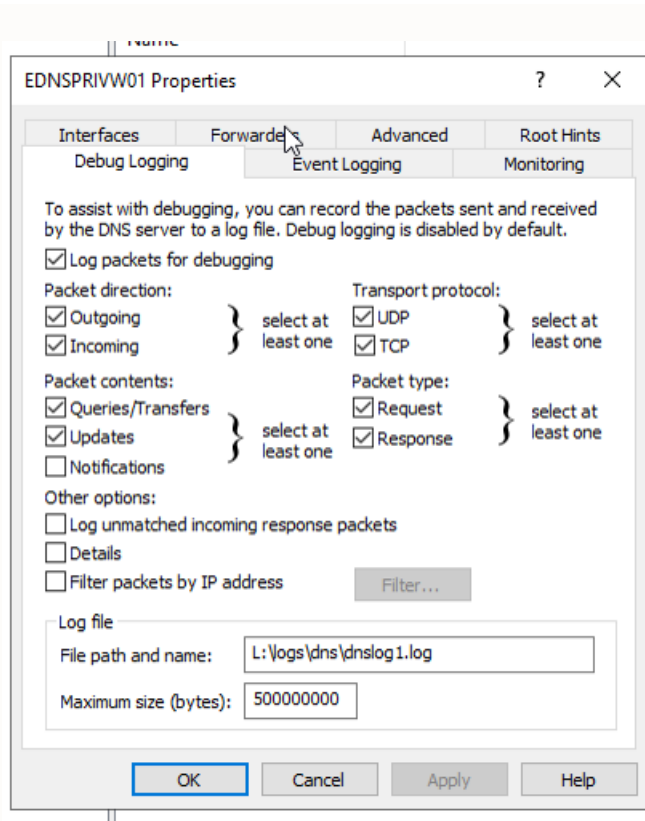 Name
EDNSPRIVW01 Properties
?
Interfaces
Forwarders
Advanced
Root Hints
Debug Logging
Event Logging
Monitoring
To assist with debugging, you can record the packets sent and received
by the DNS server to a log file. Debug logging is disabled by default.
Log packets for debugging
Packet direction:
Transport protocol:
Outgoing
Incoming
select at
least one
UDP
TCP
select at
least one
Packet contents:
Packet type:
Queries/Transfers
Updates
Notifications
select at
least one
Request
Response
select at
least one
Other options:
Log unmatched incoming response packets
Details
Filter packets by IP address
Filter...
Log file
File path and name:
L:\logs\dns\dnslog1.log
Maximum size (bytes):
500000000
OK
Cancel
Apply
Help